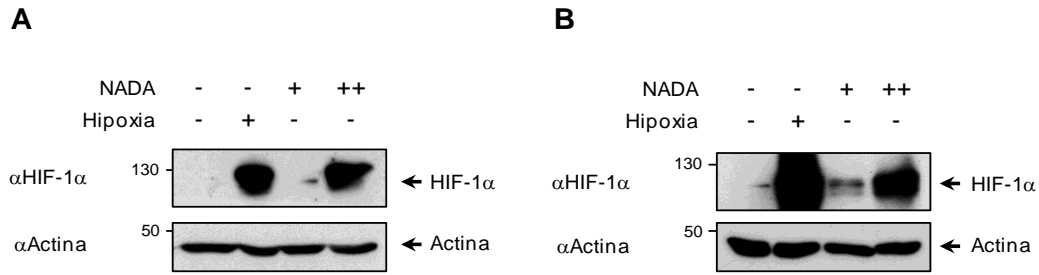 A
NADA - - + ++
Hipoxia - + - -
αHIF-1α 130 HIF-1α
αActina 50 Actina
B
NADA - - + ++
Hipoxia - + - -
αHIF-1α 130 HIF-1α
αActina 50 Actina